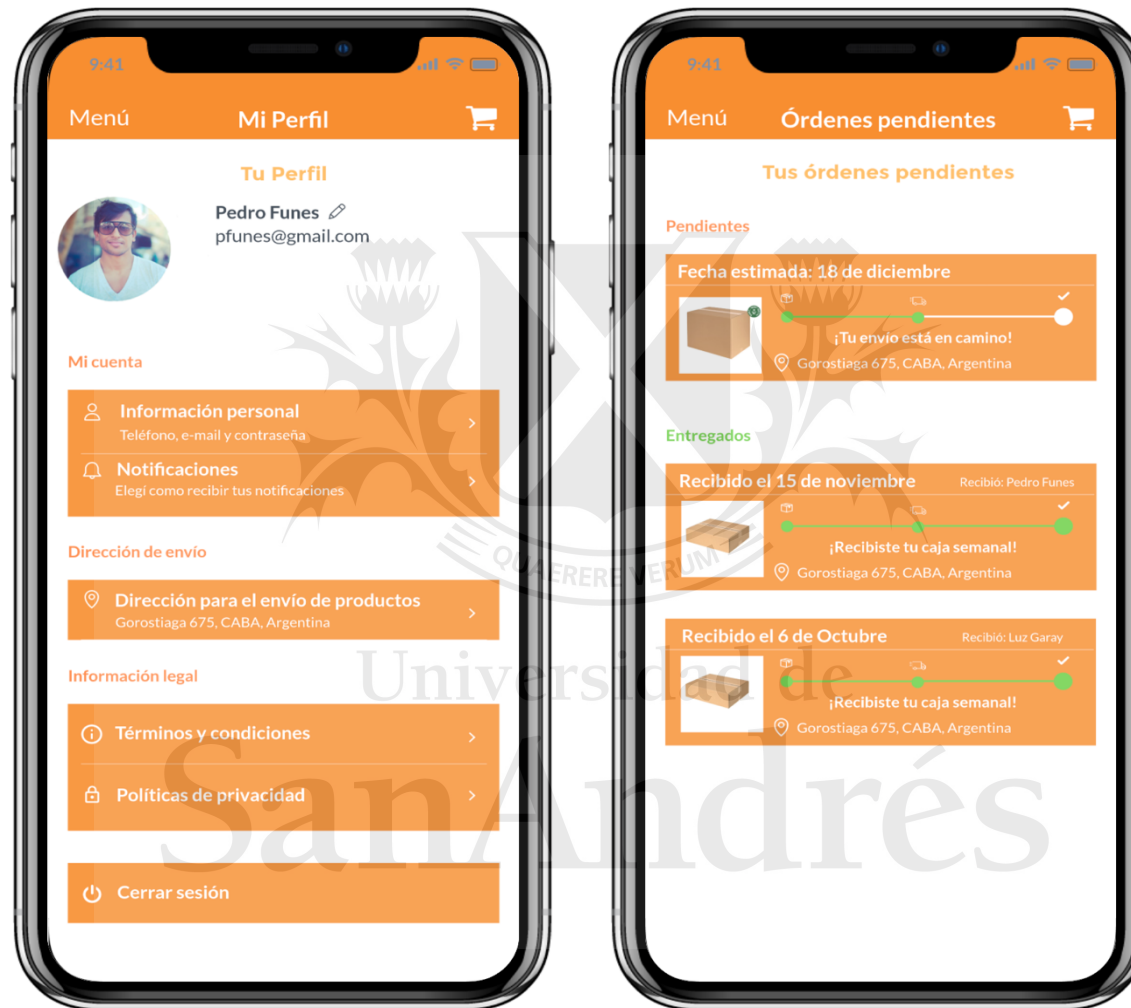 9:41
Menú
Mi Perfil
Tu Perfil
Pedro Funes
pfunes@gmail.com
Mi cuenta
Información personal
Teléfono, e-mail y contraseña
Notificaciones
Elegí como recibir tus notificaciones
Dirección de envío
Dirección para el envío de productos
Gorostiaga 675, CABA, Argentina
Información legal
Términos y condiciones
Políticas de privacidad
Cerrar sesión
9:41
Menú
Órdenes pendientes
Tus órdenes pendientes
Pendientes
Fecha estimada: 18 de diciembre
¡Tu envío está en camino!
Gorostiaga 675, CABA, Argentina
Entregados
Recibido el 15 de noviembre
Recibió: Pedro Funes
¡Recibiste tu caja semanal!
Gorostiaga 675, CABA, Argentina
Recibido el 6 de Octubre
Recibió: Luz Garay
¡Recibiste tu caja semanal!
Gorostiaga 675, CABA, Argentina
QUAERERE VERUM
Universidad de
SanAndrés